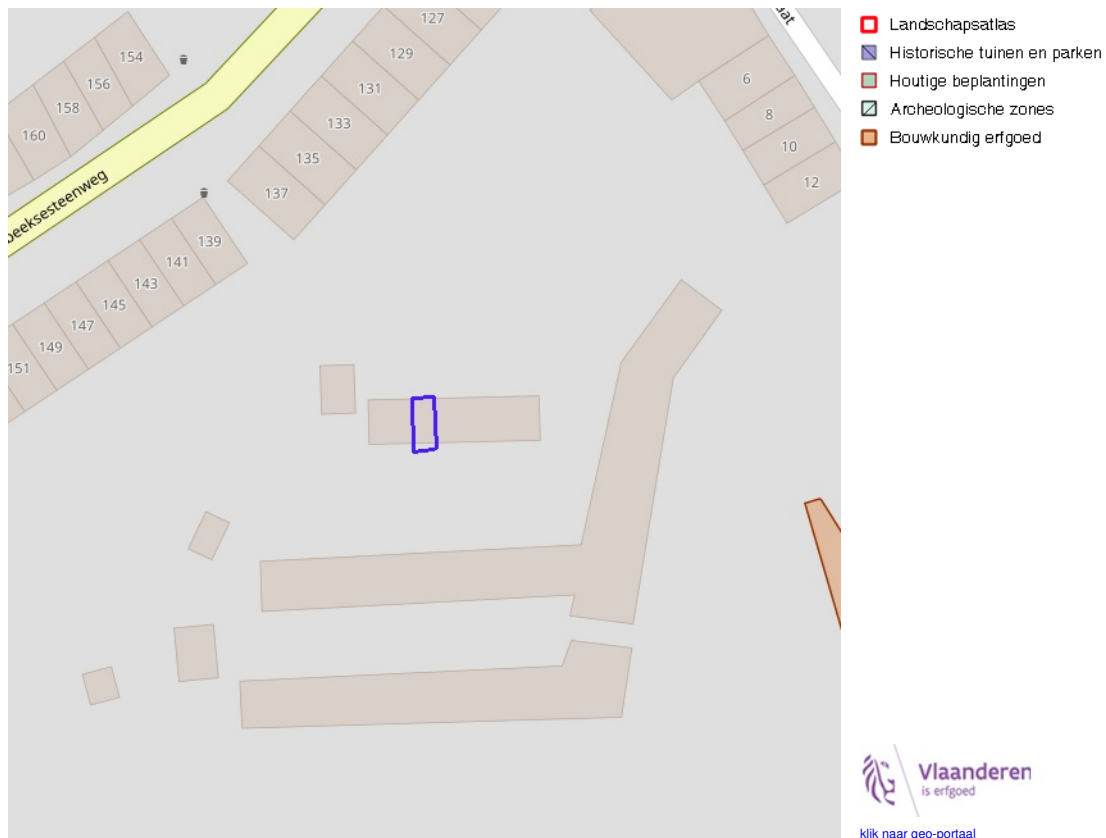 127
129
131
133
135
137
154
156
158
160
beeksesteenweg
139
141
143
145
147
149
151
aat
6
8
10
12
Landschapsatlas
Historische tuinen en parken
Houtige beplantingen
Archeologische zones
Bouwkundig erfgoed
Vlaanderen
is erfgoed
klik naar geo-portaal